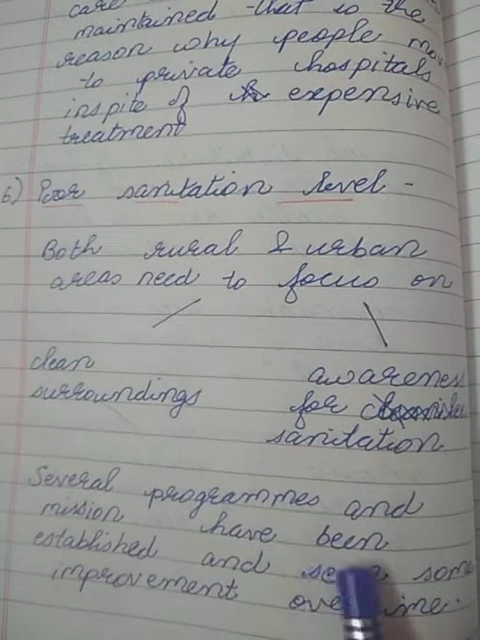 care
maintained that is the
reason why people mov
to private hospitals
inspite of expensive
treatment
6) Poor sanitation level -
Both rural & urban
areas need to focus on
clean
surroundings
awareness
for
sanitation
Several programmes and
mission have been
established and some
improvement